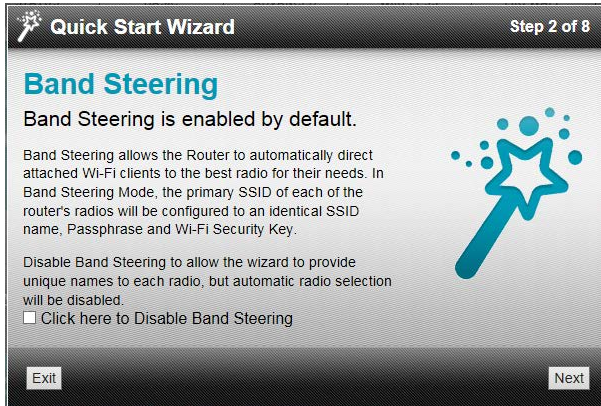 Quick Start Wizard
Step 2 of 8
Band Steering
Band Steering is enabled by default.
Band Steering allows the Router to automatically direct
attached Wi-Fi clients to the best radio for their needs. In
Band Steering Mode, the primary SSID of each of the
router's radios will be configured to an identical SSID
name, Passphrase and Wi-Fi Security Key.
Disable Band Steering to allow the wizard to provide
unique names to each radio, but automatic radio selection
will be disabled.
Click here to Disable Band Steering
Exit
Next